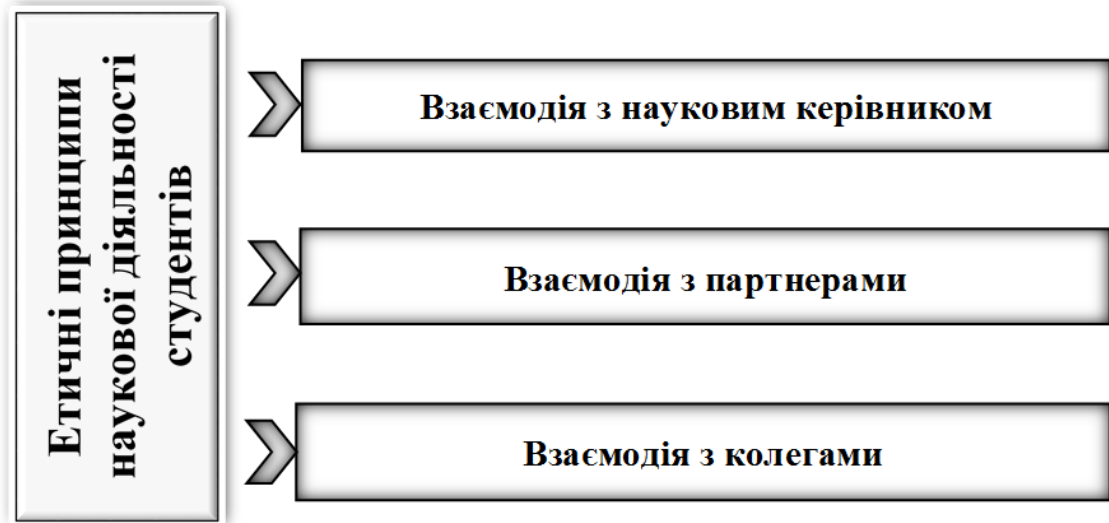 Етичні принципи
наукової діяльності
студентів
Взаємодія з науковим керівником
Взаємодія з партнерами
Взаємодія з колегами